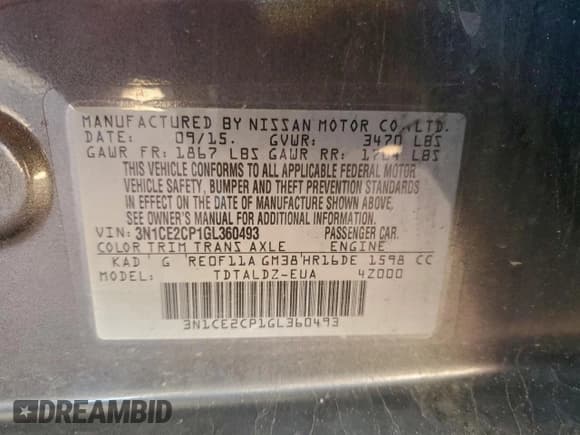 MANUFACTURED BY NISSAN MOTOR CO.,LTD.
DATE: 09/15. GVWR: 3470 LBS
GAWR FR: 1867 LBS GAWR RR: 1704 LBS
THIS VEHICLE CONFORMS TO ALL APPLICABLE FEDERAL MOTOR
VEHICLE SAFETY, BUMPER AND THEFT PREVENTION STANDARDS
IN EFFECT ON THE DATE OF MANUFACTURE SHOWN ABOVE.
SEE OWNER'S MANUAL FOR ADDITIONAL INFORMATION.
VIN: 3N1CE2CP1GL360493 PASSENGER CAR.
COLOR TRIM TRANS AXLE ENGINE
KAD G RE0F11A GM38 HR16DE 1598 CC
MODEL: TDTALDZ-EUA 4Z000
3N1CE2CP1GL360493
DREAMBID